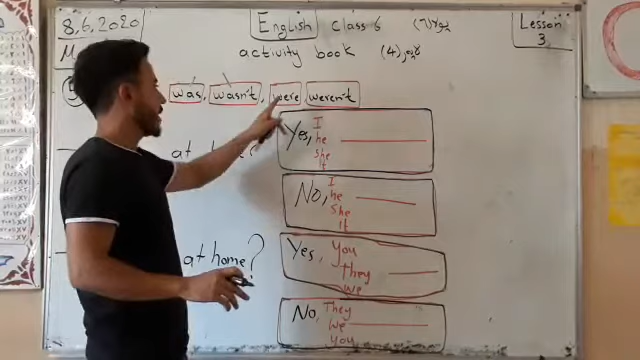 8,6,2020
English class 6
Lesson 3
activity book (4)
was, wasn't, were, weren't
Yes, I
he
she
it
at home?
No, I
he
she
it
at home?
Yes, you
they
we
No, They
we
you